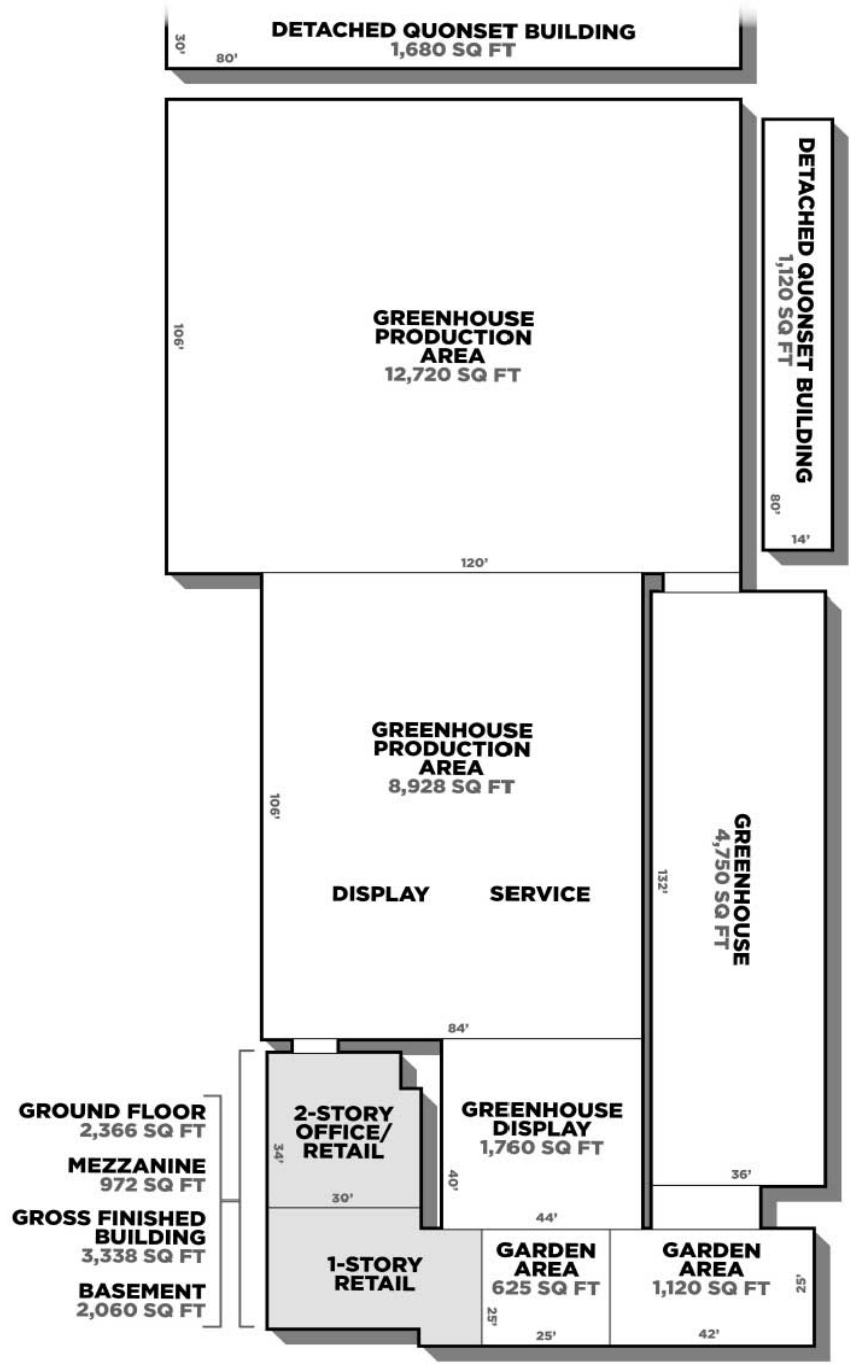 DETACHED QUONSET BUILDING
1,680 SQ FT
30'
80'
DETACHED QUONSET BUILDING
1,120 SQ FT
80'
14'
GREENHOUSE
PRODUCTION
AREA
12,720 SQ FT
106'
120'
GREENHOUSE
PRODUCTION
AREA
8,928 SQ FT
106'
DISPLAY SERVICE
84'
GREENHOUSE
4,750 SQ FT
132'
36'
GROUND FLOOR
2,366 SQ FT
MEZZANINE
972 SQ FT
GROSS FINISHED
BUILDING
3,338 SQ FT
BASEMENT
2,060 SQ FT
2-STORY
OFFICE/
RETAIL
34'
30'
1-STORY
RETAIL
GREENHOUSE
DISPLAY
1,760 SQ FT
40'
44'
GARDEN
AREA
625 SQ FT
25'
25'
GARDEN
AREA
1,120 SQ FT
25'
42'